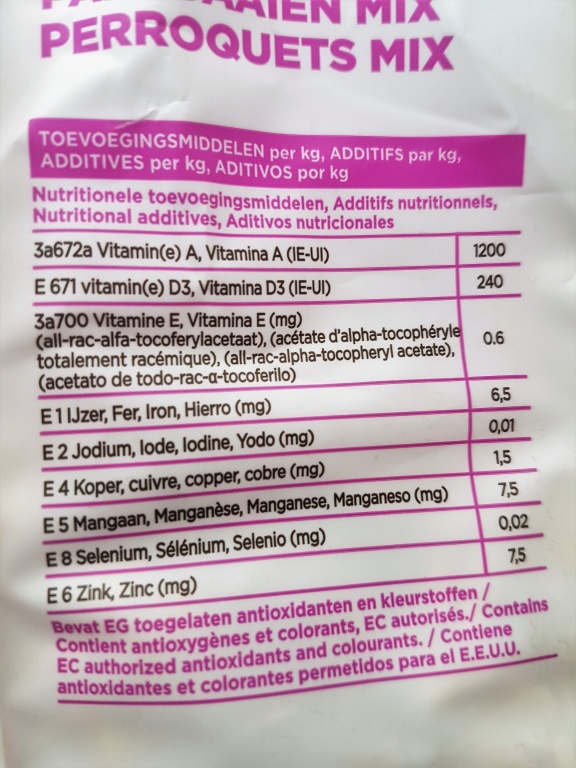 PERROQUETS MIX
TOEVOEGINGSMIDDELEN per kg, ADDITIFS par kg,
ADDITIVES per kg, ADITIVOS por kg
Nutritionele toevoegingsmiddelen, Additifs nutritionnels,
Nutritional additives, Aditivos nutricionales
3a672a Vitamin(e) A, Vitamina A (IE-UI) 1200
E 671 vitamin(e) D3, Vitamina D3 (IE-UI) 240
3a700 Vitamine E, Vitamina E (mg)
(all-rac-alfa-tocoferylacetaat), (acétate d'alpha-tocophéryle 0.6
totalement racémique), (all-rac-alpha-tocopheryl acetate),
(acetato de todo-rac-α-tocoferilo)
E 1 IJzer, Fer, Iron, Hierro (mg) 6,5
E 2 Jodium, Iode, Iodine, Yodo (mg) 0,01
E 4 Koper, cuivre, copper, cobre (mg) 1,5
E 5 Mangaan, Manganèse, Manganese, Manganeso (mg) 7,5
E 8 Selenium, Sélénium, Selenio (mg) 0,02
E 6 Zink, Zinc (mg) 7,5
Bevat EG toegelaten antioxidanten en kleurstoffen /
Contient antioxygènes et colorants, EC autorisés./ Contains
EC authorized antioxidants and colourants. / Contiene
antioxidantes et colorantes permetidos para el E.E.U.U.